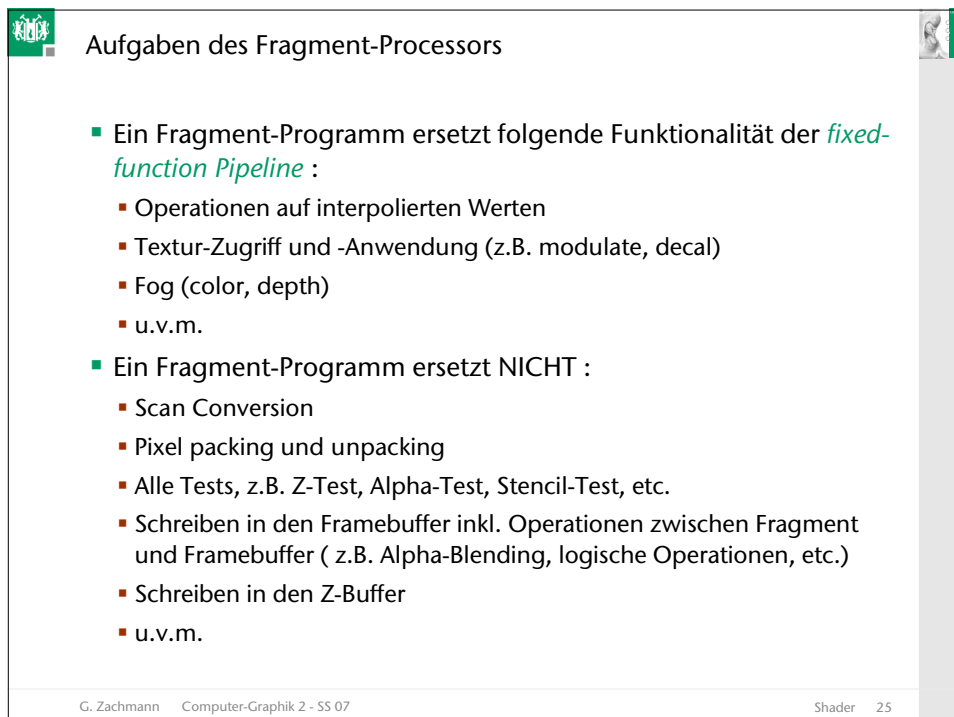 Aufgaben des Fragment-Processors
▪ Ein Fragment-Programm ersetzt folgende Funktionalität der fixed-
function Pipeline :
▪ Operationen auf interpolierten Werten
▪ Textur-Zugriff und -Anwendung (z.B. modulate, decal)
▪ Fog (color, depth)
▪ u.v.m.
▪ Ein Fragment-Programm ersetzt NICHT :
▪ Scan Conversion
▪ Pixel packing und unpacking
▪ Alle Tests, z.B. Z-Test, Alpha-Test, Stencil-Test, etc.
▪ Schreiben in den Framebuffer inkl. Operationen zwischen Fragment
und Framebuffer ( z.B. Alpha-Blending, logische Operationen, etc.)
▪ Schreiben in den Z-Buffer
▪ u.v.m.
G. Zachmann Computer-Graphik 2 - SS 07 Shader 25